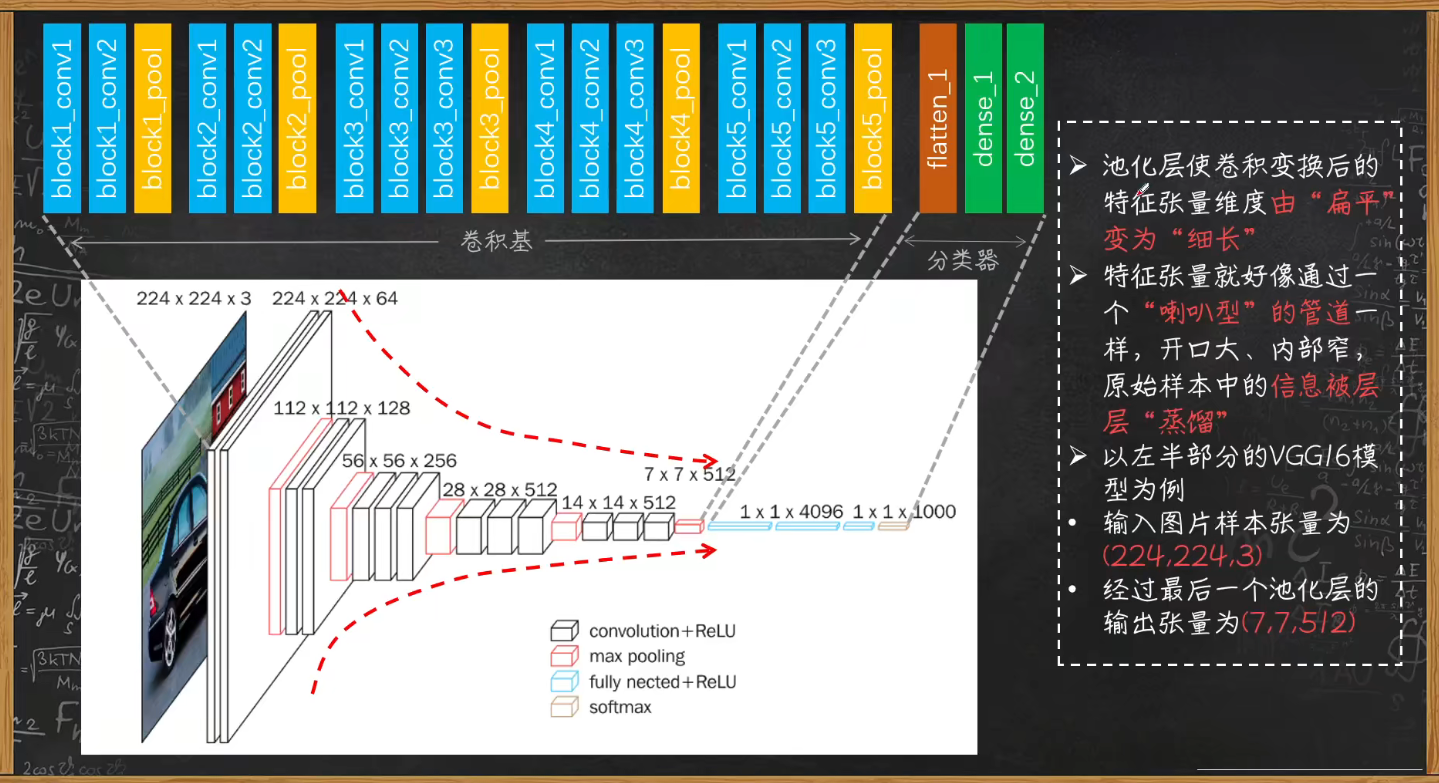 block1_conv1
block1_conv2
block1_pool
block2_conv1
block2_conv2
block2_pool
block3_conv1
block3_conv2
block3_conv3
block3_pool
block4_conv1
block4_conv2
block4_conv3
block4_pool
block5_conv1
block5_conv2
block5_conv3
block5_pool
flatten_1
dense_1
dense_2
卷积基
分类器
224 x 224 x 3
224 x 224 x 64
112 x 112 x 128
56 x 56 x 256
28 x 28 x 512
14 x 14 x 512
7 x 7 x 512
1 x 1 x 4096
1 x 1 x 1000
convolution+ReLU
max pooling
fully nected+ReLU
softmax
➢ 池化层使卷积变换后的
特征张量维度由“扁平”
变为“细长”
➢ 特征张量就好像通过一
个“喇叭型”的管道一
样，开口大、内部窄，
原始样本中的信息被层
层“蒸馏”
➢ 以左半部分的VGG16模
型为例
• 输入图片样本张量为
(224,224,3)
• 经过最后一个池化层的
输出张量为(7,7,512)